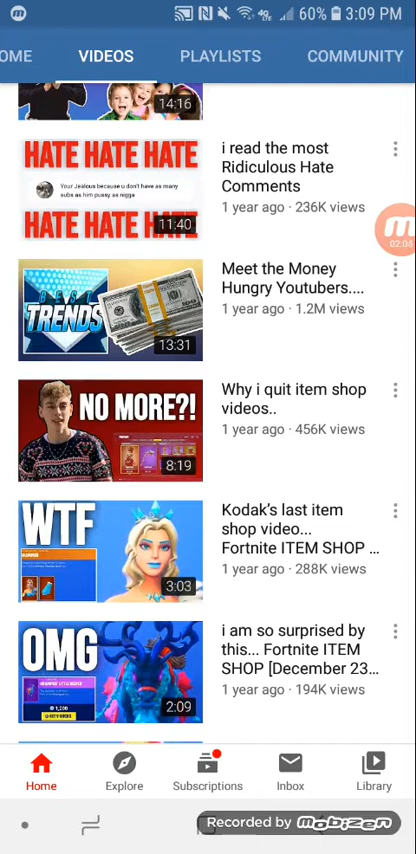 60% 3:09 PM
OME VIDEOS PLAYLISTS COMMUNITY
14:16
HATE HATE HATE
Your Jealous because u don't have as many
subs as him pussy as nigga
HATE HATE HATE
11:40
i read the most
Ridiculous Hate
Comments
1 year ago · 236K views
02:06
BEST
TRENDS
13:31
Meet the Money
Hungry Youtubers....
1 year ago · 1.2M views
NO MORE?!
8:19
Why i quit item shop
videos..
1 year ago · 456K views
WTF
3:03
Kodak's last item
shop video...
Fortnite ITEM SHOP ...
1 year ago · 288K views
OMG
1,200
2:09
i am so surprised by
this... Fortnite ITEM
SHOP [December 23...
1 year ago · 194K views
Home Explore Subscriptions Inbox Library
Recorded by mobizen